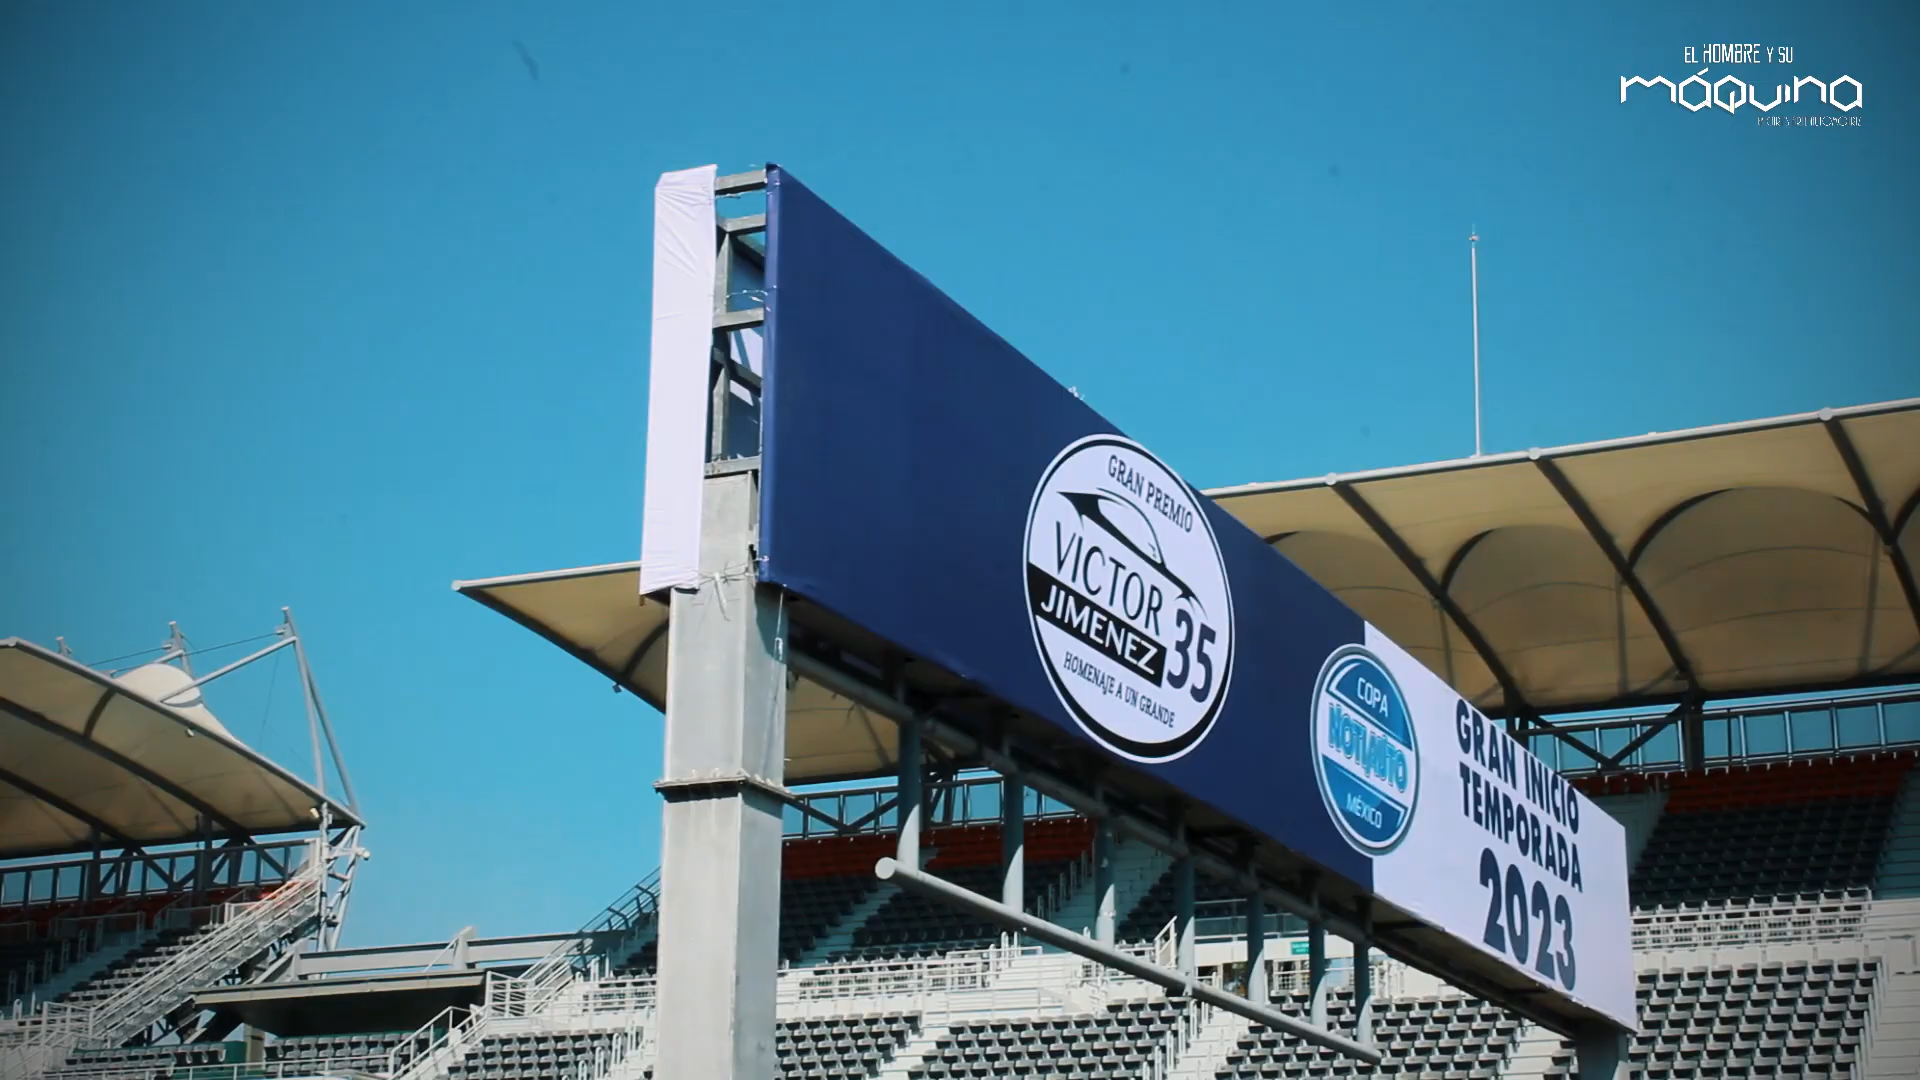 EL HOMBRE Y SU
máquina
GRAN PREMIO
VICTOR
JIMENEZ 35
HOMENAJE A UN GRANDE
COPA
NOTIAUTO
MÉXICO
GRAN INICIO
TEMPORADA
2023